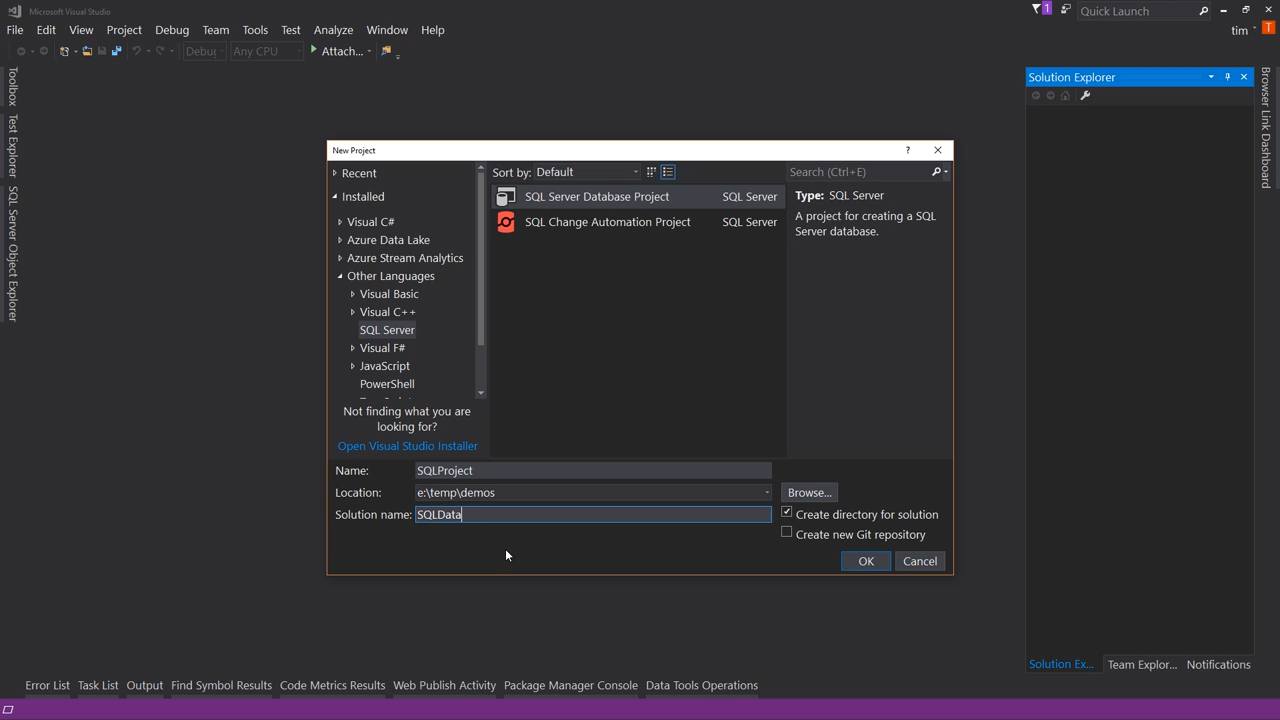 Microsoft Visual Studio
1
Quick Launch
File Edit View Project Debug Team Tools Test Analyze Window Help
tim T
Debug Any CPU Attach...
Toolbox
Test Explorer
SQL Server Object Explorer
New Project
?
Recent
Installed
Visual C#
Azure Data Lake
Azure Stream Analytics
Other Languages
Visual Basic
Visual C++
SQL Server
Visual F#
JavaScript
PowerShell
Not finding what you are
looking for?
Open Visual Studio Installer
Sort by: Default
SQL Server Database Project SQL Server
SQL Change Automation Project SQL Server
Search (Ctrl+E)
Type: SQL Server
A project for creating a SQL
Server database.
Name: SQLProject
Location: e:\temp\demos
Browse...
Solution name: SQLData
Create directory for solution
Create new Git repository
OK Cancel
Solution Explorer
Browser Link Dashboard
Solution Ex... Team Explor... Notifications
Error List Task List Output Find Symbol Results Code Metrics Results Web Publish Activity Package Manager Console Data Tools Operations